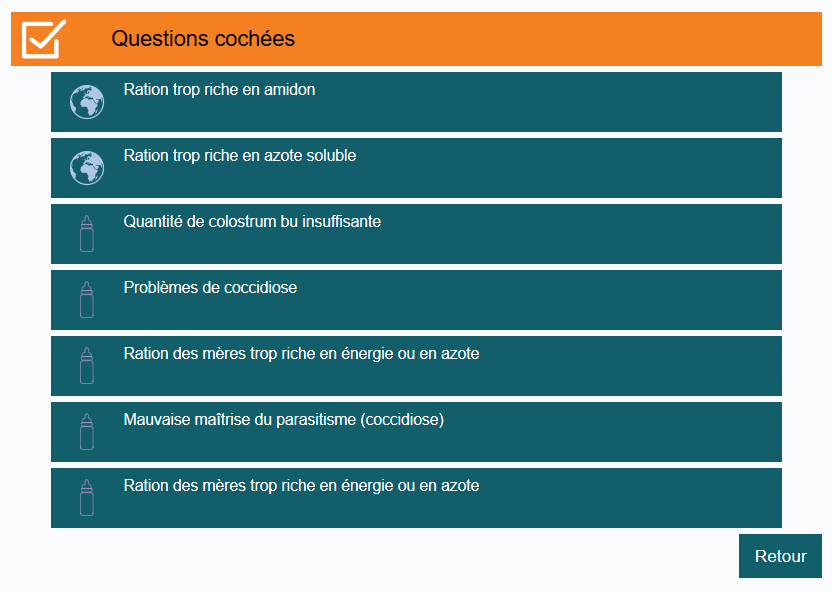 Questions cochées
Ration trop riche en amidon
Ration trop riche en azote soluble
Quantité de colostrum bu insuffisante
Problèmes de coccidiose
Ration des mères trop riche en énergie ou en azote
Mauvaise maîtrise du parasitisme (coccidiose)
Ration des mères trop riche en énergie ou en azote
Retour